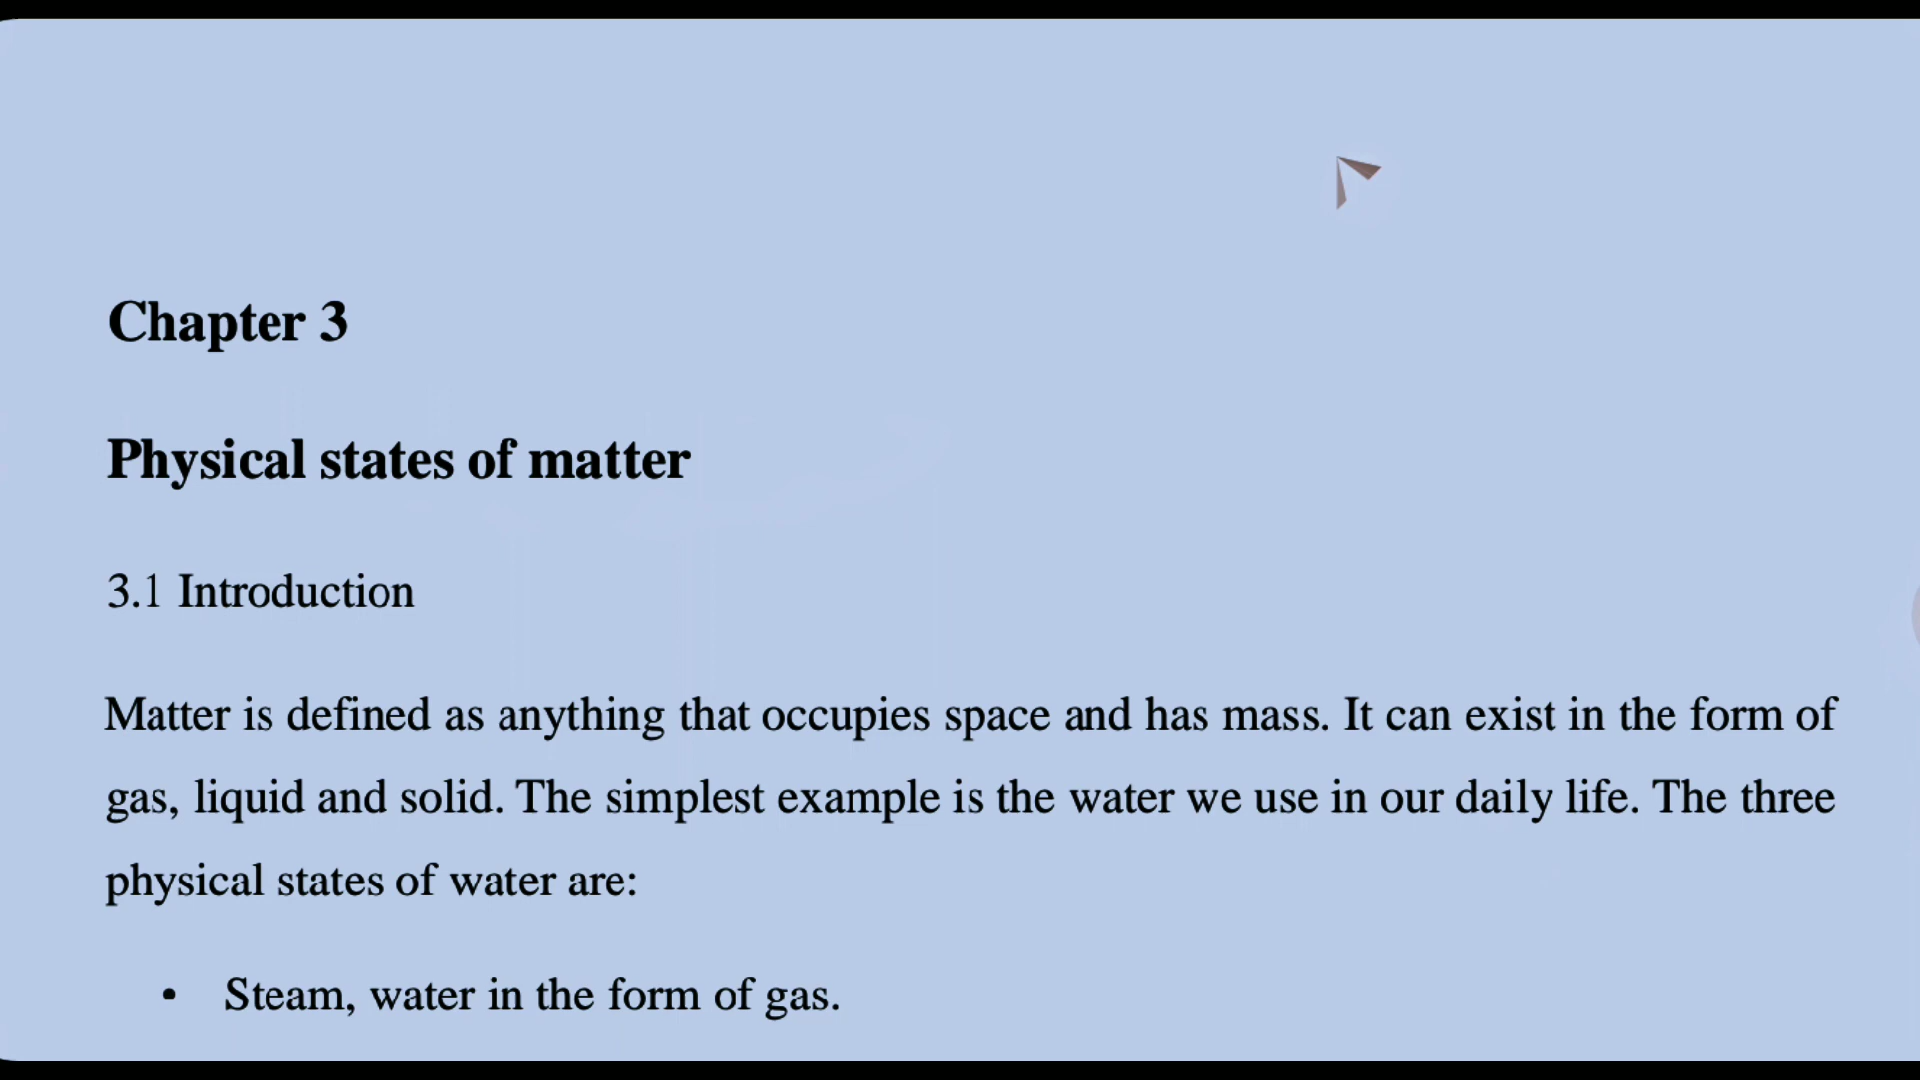 Chapter 3
Physical states of matter
3.1 Introduction
Matter is defined as anything that occupies space and has mass. It can exist in the form of
gas, liquid and solid. The simplest example is the water we use in our daily life. The three
physical states of water are:
• Steam, water in the form of gas.